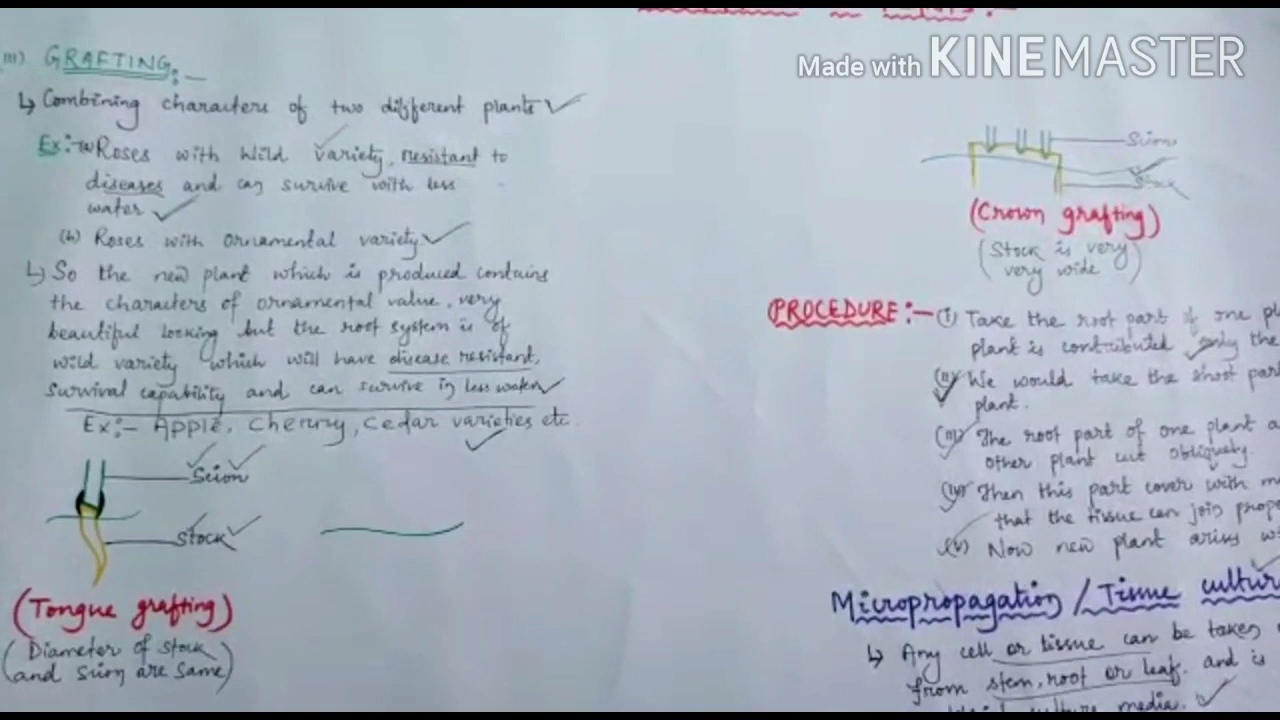 Made with KINEMASTER
(iii) GRAFTING:-
↳ Combining characters of two different plants
Ex:- (a) Roses with wild variety, resistant to
diseases and can survive with less
water
(b) Roses with ornamental variety
↳ So the new plant which is produced contains
the characters of ornamental value, very
beautiful looking but the root system is of
wild variety which will have disease resistant,
survival capability and can survive in less water
Ex:- Apple, Cherry, Cedar varieties etc.
Scion
Stock
(Tongue grafting)
(Diameter of stock
and scion are same)
Scion
Stock
(Crown grafting)
(Stock is very
very wide)
PROCEDURE:- (i) Take the root part of one
plant is contributed only the
(ii) We would take the shoot part
plant.
(iii) The root part of one plant
other plant cut obliquely.
(iv) Then this part cover with
that the tissue can join
(v) Now new plant arises
Micropropagation / Tissue culture
↳ Any cell or tissue can be taken
from stem, root or leaf. and is
culture media.